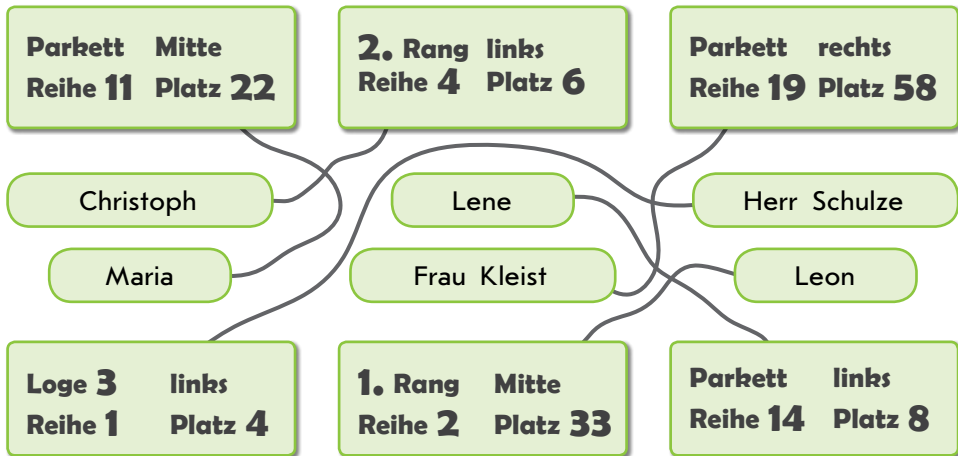 Parkett Mitte
Reihe 11 Platz 22
2. Rang links
Reihe 4 Platz 6
Parkett rechts
Reihe 19 Platz 58
Christoph
Lene
Herr Schulze
Maria
Frau Kleist
Leon
Loge 3 links
Reihe 1 Platz 4
1. Rang Mitte
Reihe 2 Platz 33
Parkett links
Reihe 14 Platz 8